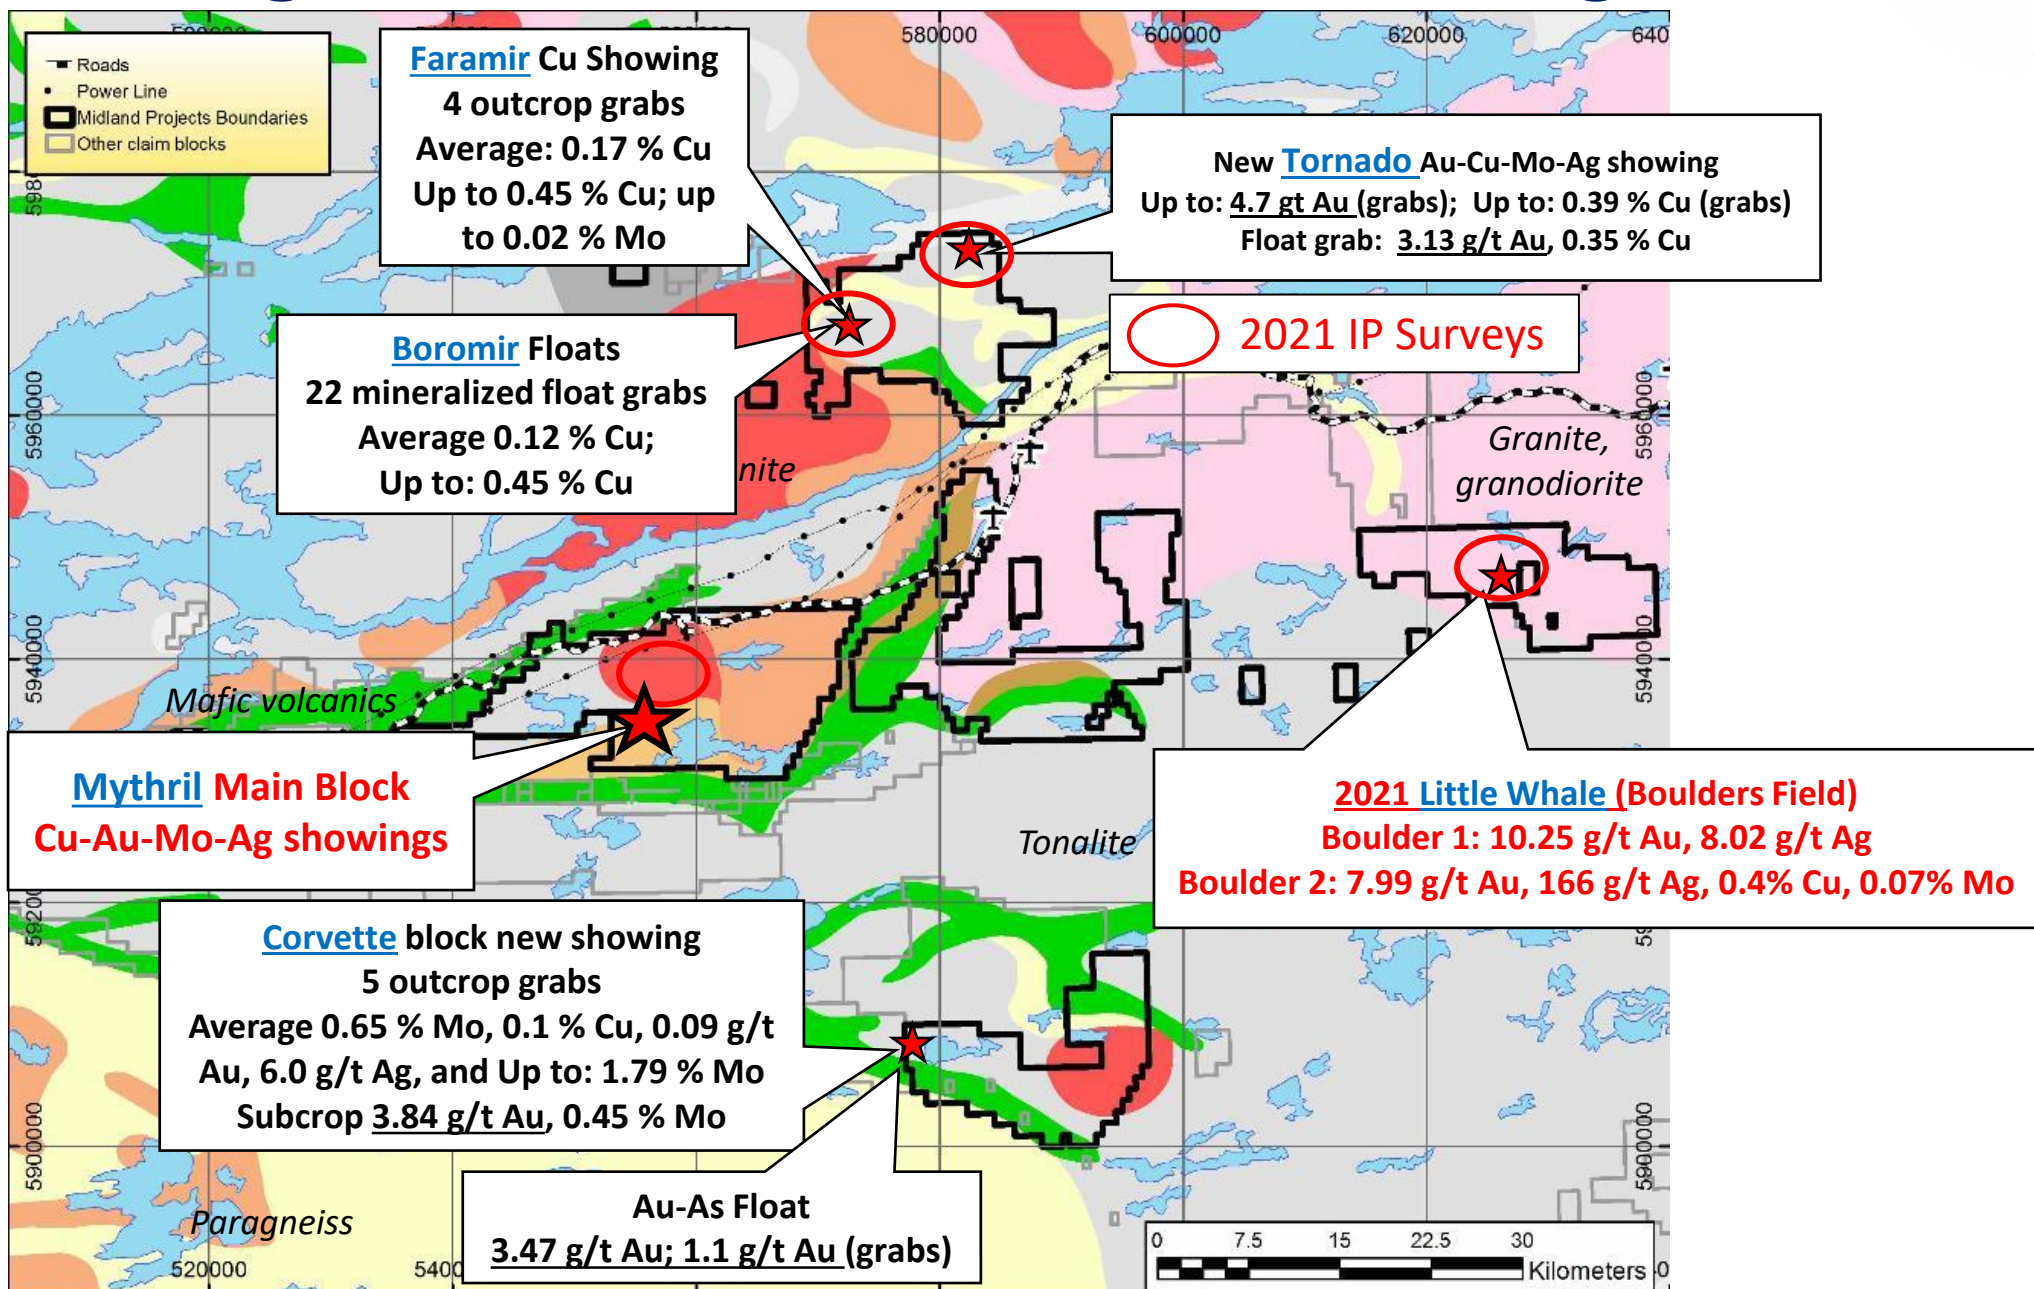 580000
600000
620000
640
Roads
Power Line
Midland Projects Boundaries
Other claim blocks
Faramir Cu Showing
4 outcrop grabs
Average: 0.17 % Cu
Up to 0.45 % Cu; up
to 0.02 % Mo
New Tornado Au-Cu-Mo-Ag showing
Up to: 4.7 gt Au (grabs); Up to: 0.39 % Cu (grabs)
Float grab: 3.13 g/t Au, 0.35 % Cu
598
2021 IP Surveys
Boromir Floats
22 mineralized float grabs
Average 0.12 % Cu;
Up to: 0.45 % Cu
5960000
5960000
nite
Granite,
granodiorite
5940000
5940000
Mafic volcanics
Mythril Main Block
Cu-Au-Mo-Ag showings
Tonalite
2021 Little Whale (Boulders Field)
Boulder 1: 10.25 g/t Au, 8.02 g/t Ag
Boulder 2: 7.99 g/t Au, 166 g/t Ag, 0.4% Cu, 0.07% Mo
5920
59
Corvette block new showing
5 outcrop grabs
Average 0.65 % Mo, 0.1 % Cu, 0.09 g/t
Au, 6.0 g/t Ag, and Up to: 1.79 % Mo
Subcrop 3.84 g/t Au, 0.45 % Mo
5900000
5900000
Au-As Float
3.47 g/t Au; 1.1 g/t Au (grabs)
Paragneiss
520000
540
0 7.5 15 22.5 30
Kilometers
0